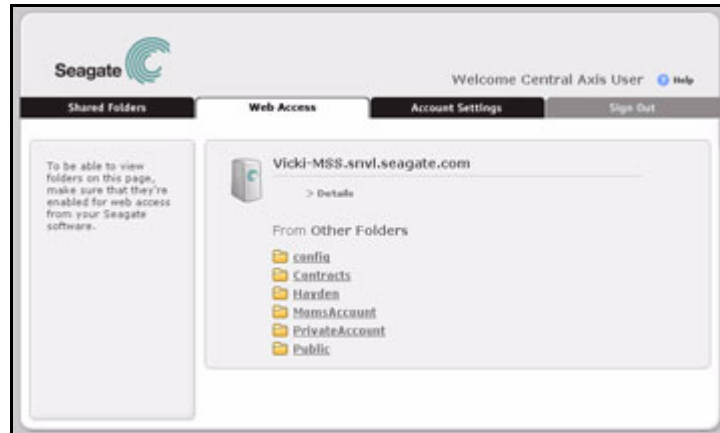 Seagate
Welcome Central Axis User Help
Shared Folders Web Access Account Settings Sign Out
To be able to view
folders on this page,
make sure that they're
enabled for web access
from your Seagate
software.
Vicki-MSS.snvl.seagate.com
> Details
From Other Folders
config
Contracts
Hayden
MomsAccount
PrivateAccount
Public